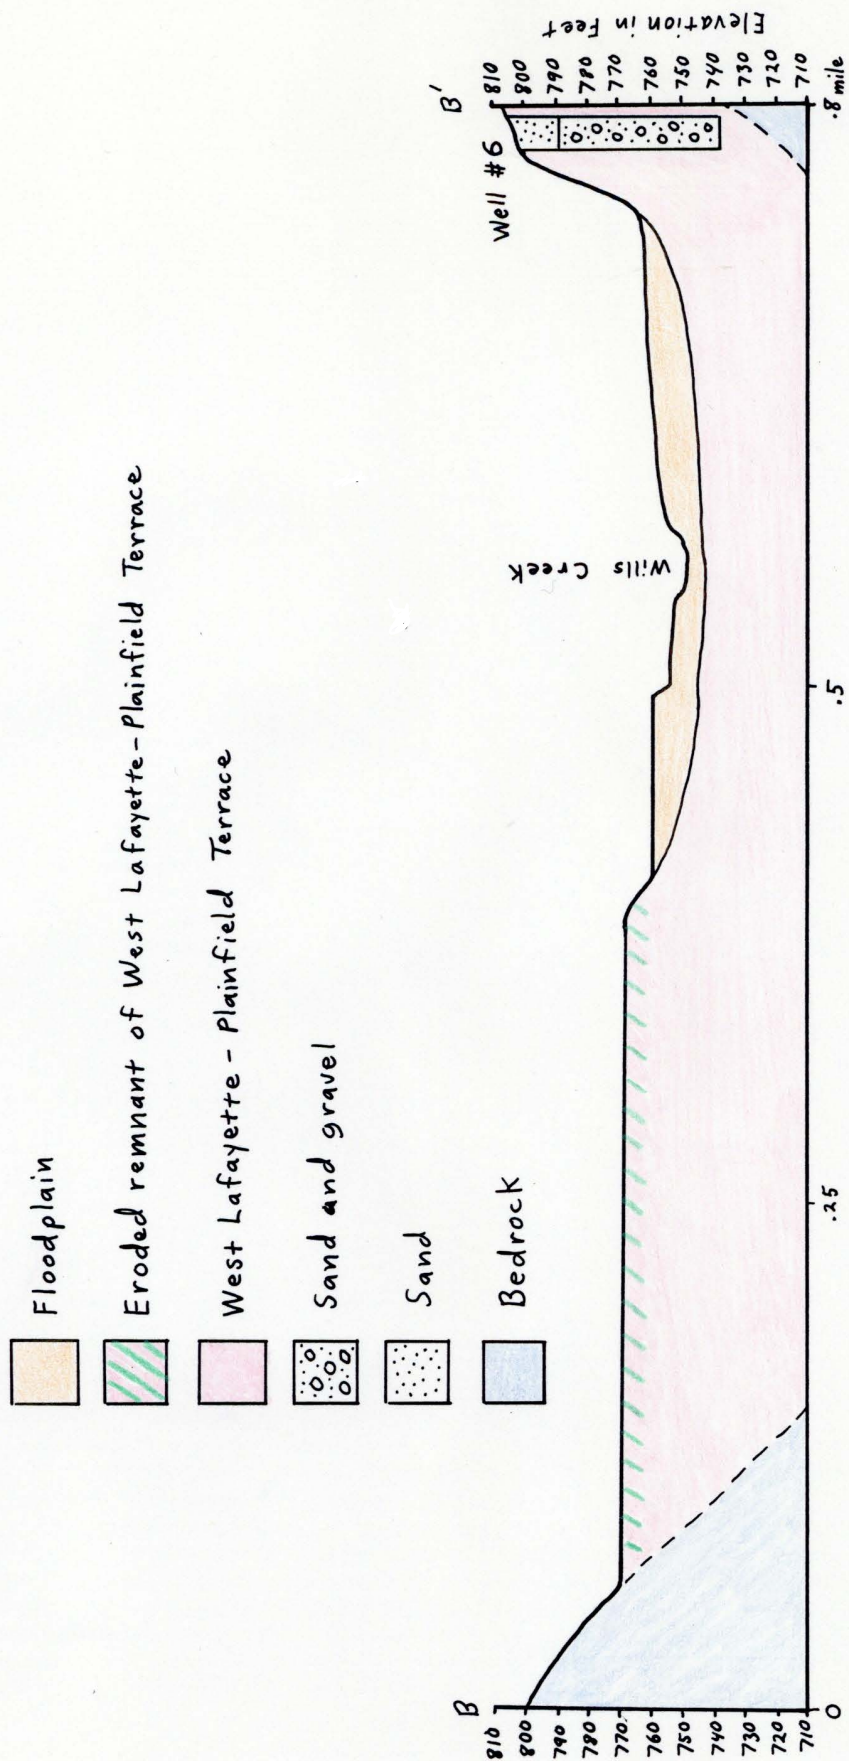 Floodplain
Eroded remnant of West Lafayette-Plainfield Terrace
West Lafayette - Plainfield Terrace
Sand and gravel
Sand
Bedrock
B
B'
Well #6
Wills Creek
810
800
790
780
770
760
750
740
730
720
710
810
800
790
780
770
760
750
740
730
720
710
Elevation in Feet
0
.25
.5
.8 mile